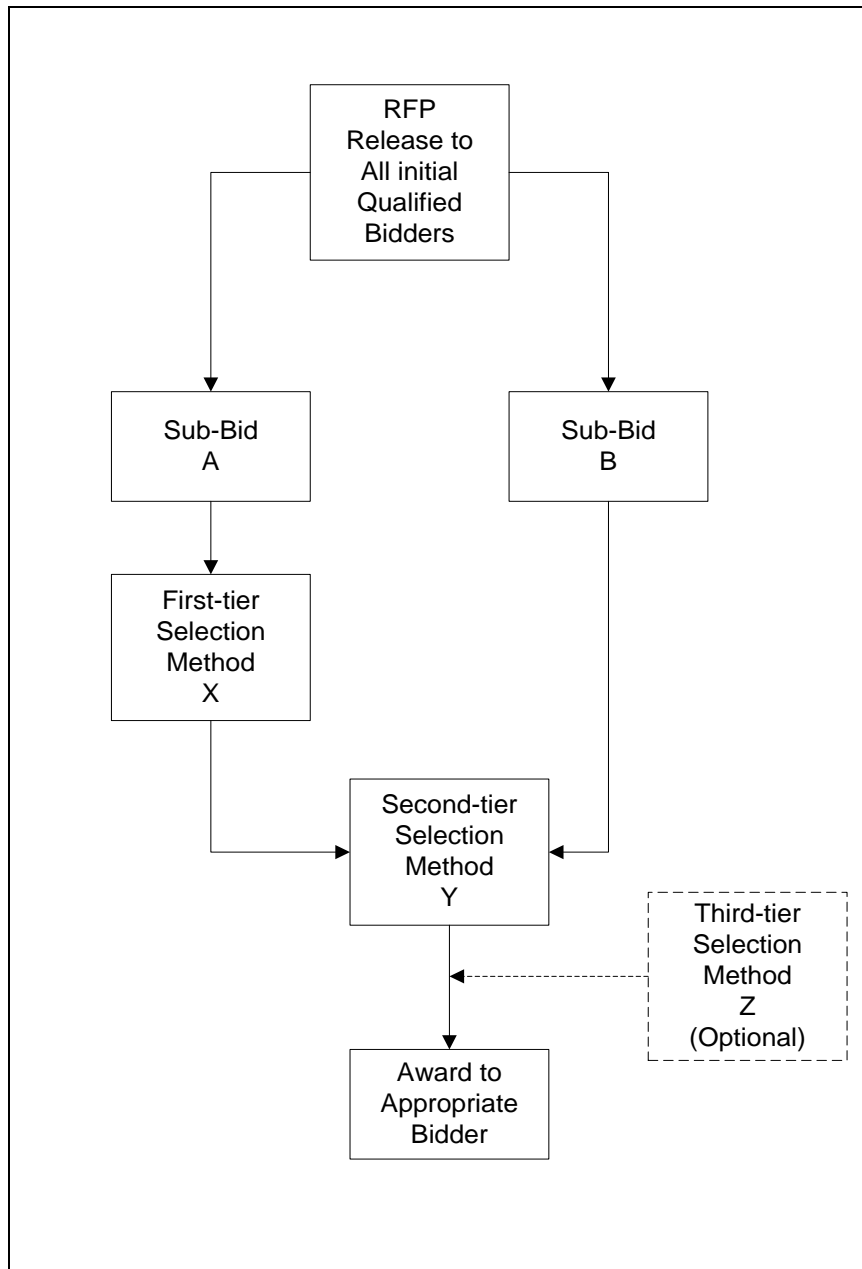 RFP
Release to
All initial
Qualified
Bidders
Sub-Bid
A
Sub-Bid
B
First-tier
Selection
Method
X
Second-tier
Selection
Method
Y
Third-tier
Selection
Method
Z
(Optional)
Award to
Appropriate
Bidder